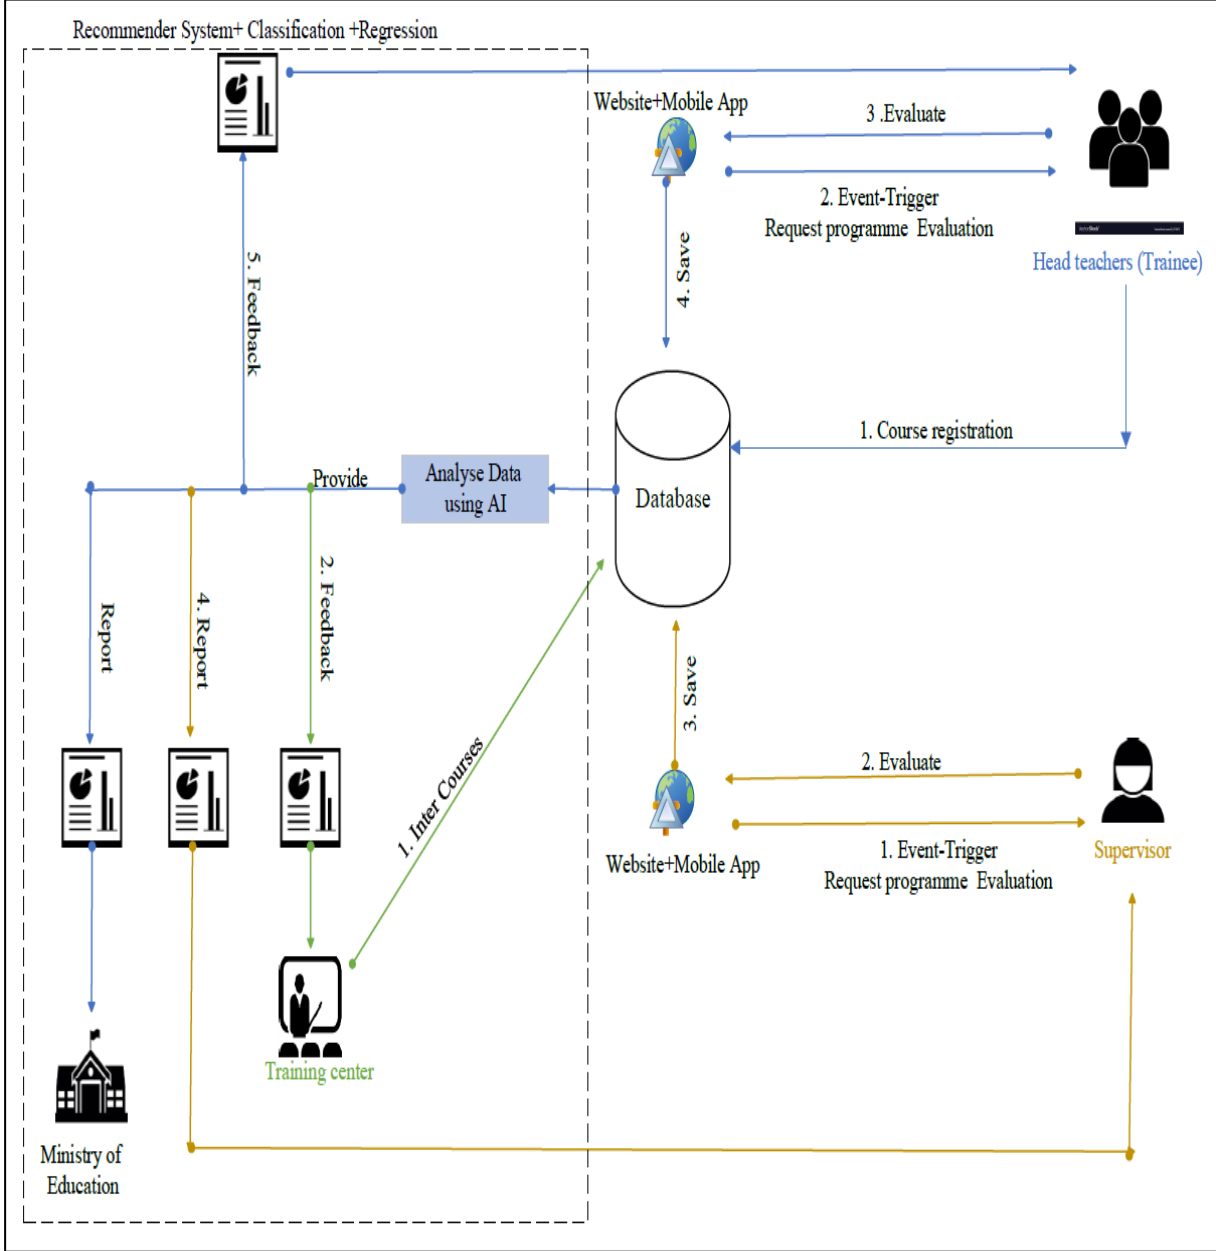 Recommender System+ Classification +Regression
Website+Mobile App
3 .Evaluate
2. Event-Trigger
Request programme Evaluation
Head teachers (Trainee)
4. Save
5. Feedback
1. Course registration
Provide
Analyse Data
using AI
Database
2. Feedback
Report
4. Report
3. Save
1. Inter Courses
2. Evaluate
Website+Mobile App
1. Event-Trigger
Request programme Evaluation
Supervisor
Training center
Ministry of
Education